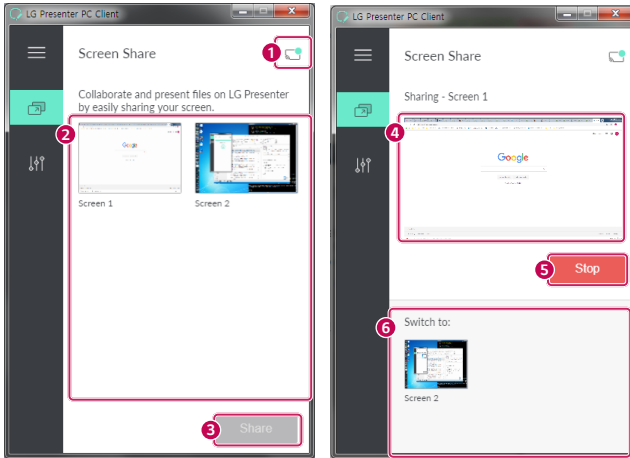 LG Presenter PC Client
Screen Share
1
Collaborate and present files on LG Presenter
by easily sharing your screen.
2
Google
Screen 1
Screen 2
3
Share
LG Presenter PC Client
Screen Share
Sharing - Screen 1
4
Google
5
Stop
6
Switch to:
Screen 2